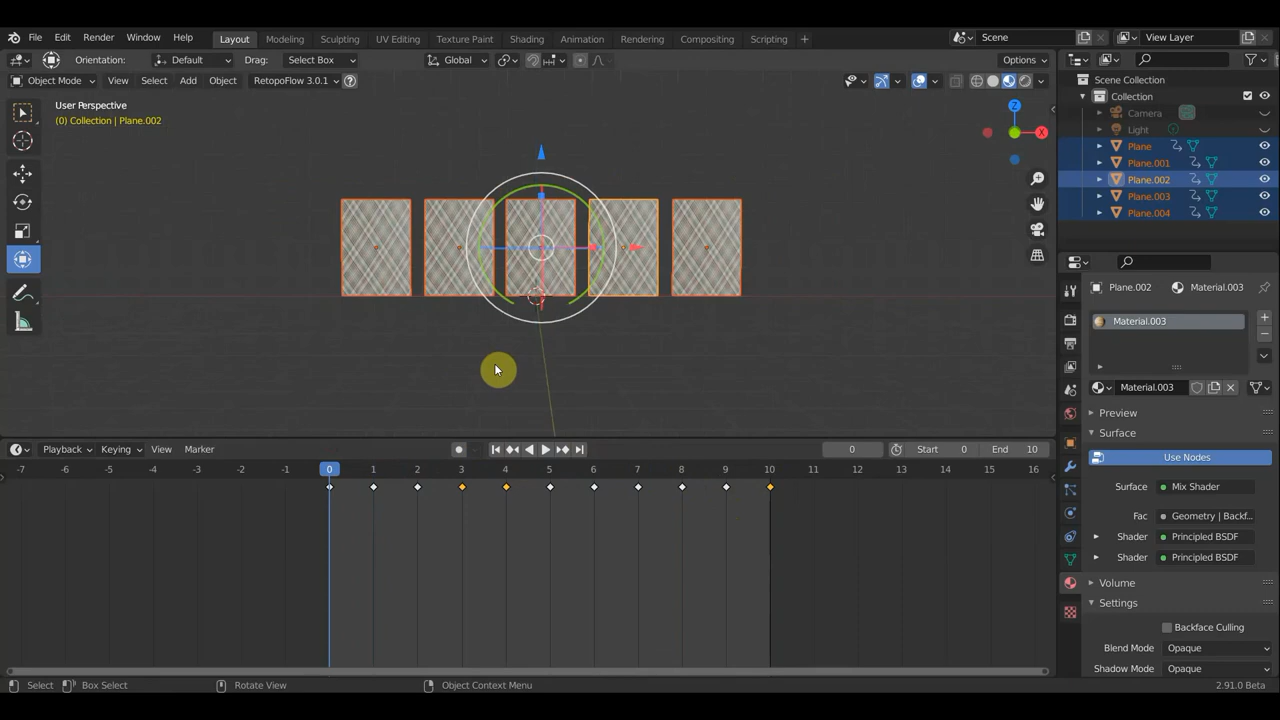 File Edit Render Window Help Layout Modeling Sculpting UV Editing Texture Paint Shading Animation Rendering Compositing Scripting + Scene View Layer
Orientation: Default Drag: Select Box Global Options
Object Mode View Select Add Object RetopoFlow 3.0.1
User Perspective
(0) Collection | Plane.002
Z
X
Scene Collection
Collection
Camera
Light
Plane
Plane.001
Plane.002
Plane.003
Plane.004
Plane.002 Material.003
Material.003
Material.003
Preview
Surface
Use Nodes
Surface Mix Shader
Fac Geometry | Backf...
Shader Principled BSDF
Shader Principled BSDF
Volume
Settings
Backface Culling
Blend Mode Opaque
Shadow Mode Opaque
Playback Keying View Marker 0 Start 0 End 10
-7 -6 -5 -4 -3 -2 -1 0 1 2 3 4 5 6 7 8 9 10 11 12 13 14 15 16
Select Box Select Rotate View Object Context Menu 2.91.0 Beta